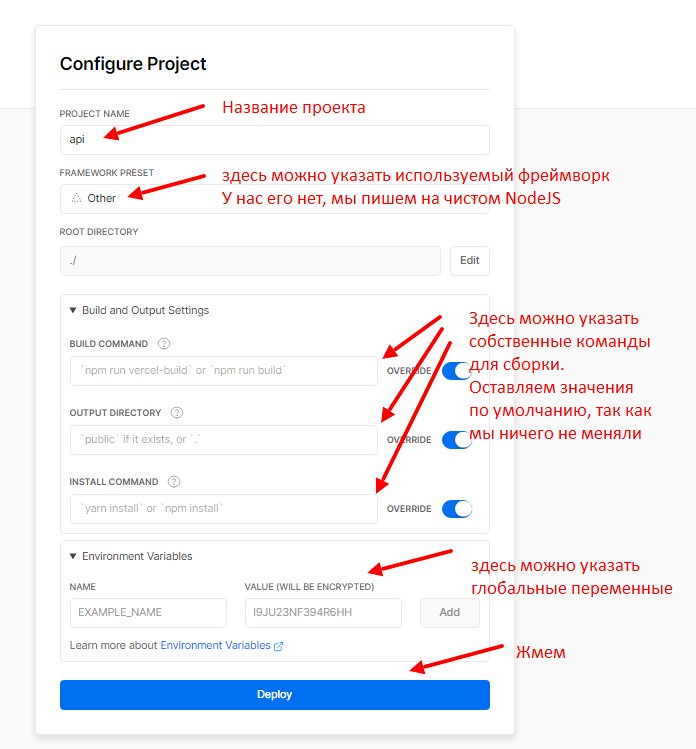 Configure Project
PROJECT NAME
Название проекта
api
FRAMEWORK PRESET
здесь можно указать используемый фреймворк
Other
У нас его нет, мы пишем на чистом NodeJS
ROOT DIRECTORY
./
Edit
Build and Output Settings
Здесь можно указать
собственные команды
для сборки.
Оставляем значения
по умолчанию, так как
мы ничего не меняли
BUILD COMMAND ?
`npm run vercel-build` or `npm run build`
OVERRIDE
OUTPUT DIRECTORY ?
`public` if it exists, or `.`
OVERRIDE
INSTALL COMMAND ?
`yarn install` or `npm install`
OVERRIDE
Environment Variables
здесь можно указать
глобальные переменные
NAME
VALUE (WILL BE ENCRYPTED)
EXAMPLE_NAME
I9JU23NF394R6HH
Add
Learn more about Environment Variables
Жмем
Deploy